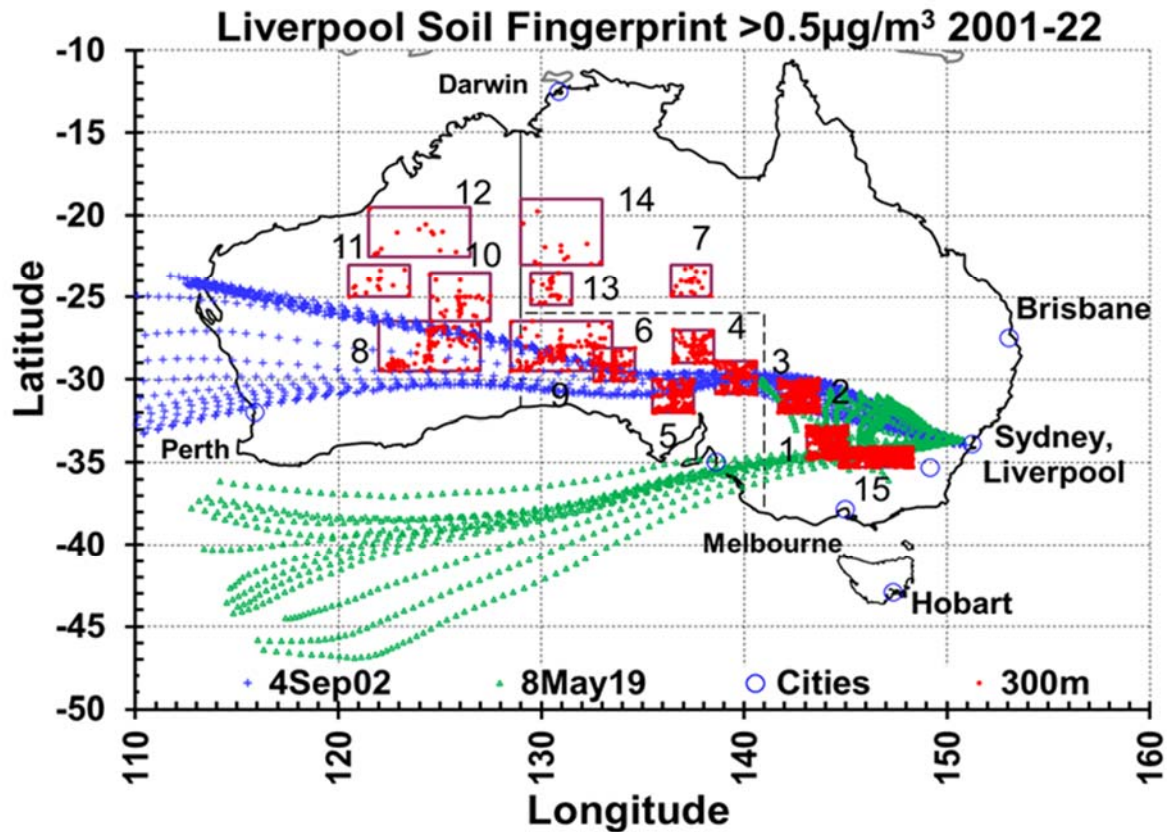 Liverpool Soil Fingerprint >0.5µg/m³ 2001-22
Latitude
-10
-15
-20
-25
-30
-35
-40
-45
-50
Darwin
12
14
11
10
7
13
Brisbane
8
6
4
3
9
2
Perth
5
1
Sydney,
Liverpool
15
Melbourne
Hobart
4Sep02 8May19 Cities 300m
110 120 130 140 150 160
Longitude